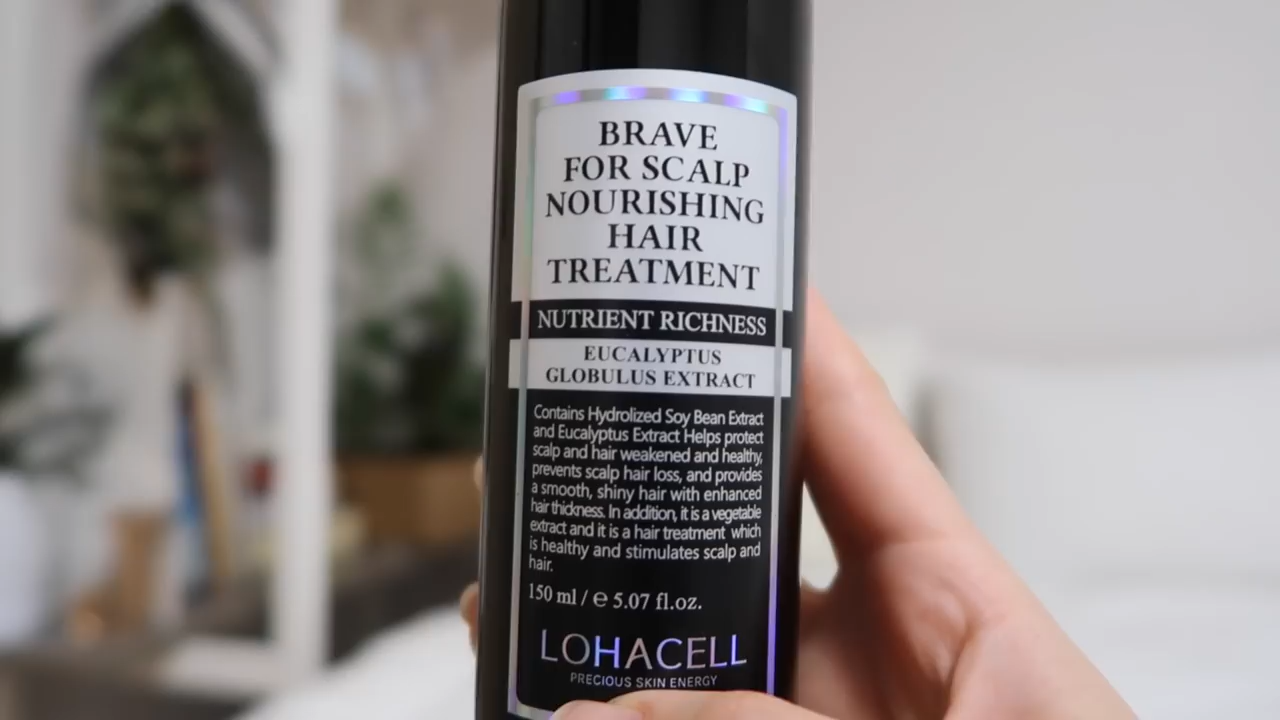 BRAVE
FOR SCALP
NOURISHING
HAIR
TREATMENT
NUTRIENT RICHNESS
EUCALYPTUS
GLOBULUS EXTRACT
Contains Hydrolized Soy Bean Extract
and Eucalyptus Extract Helps protect
scalp and hair weakened and healthy,
prevents scalp hair loss, and provides
a smooth, shiny hair with enhanced
hair thickness. In addition, it is a vegetable
extract and it is a hair treatment which
is healthy and stimulates scalp and
hair.
150 ml / ℮ 5.07 fl.oz.
LOHACELL
PRECIOUS SKIN ENERGY